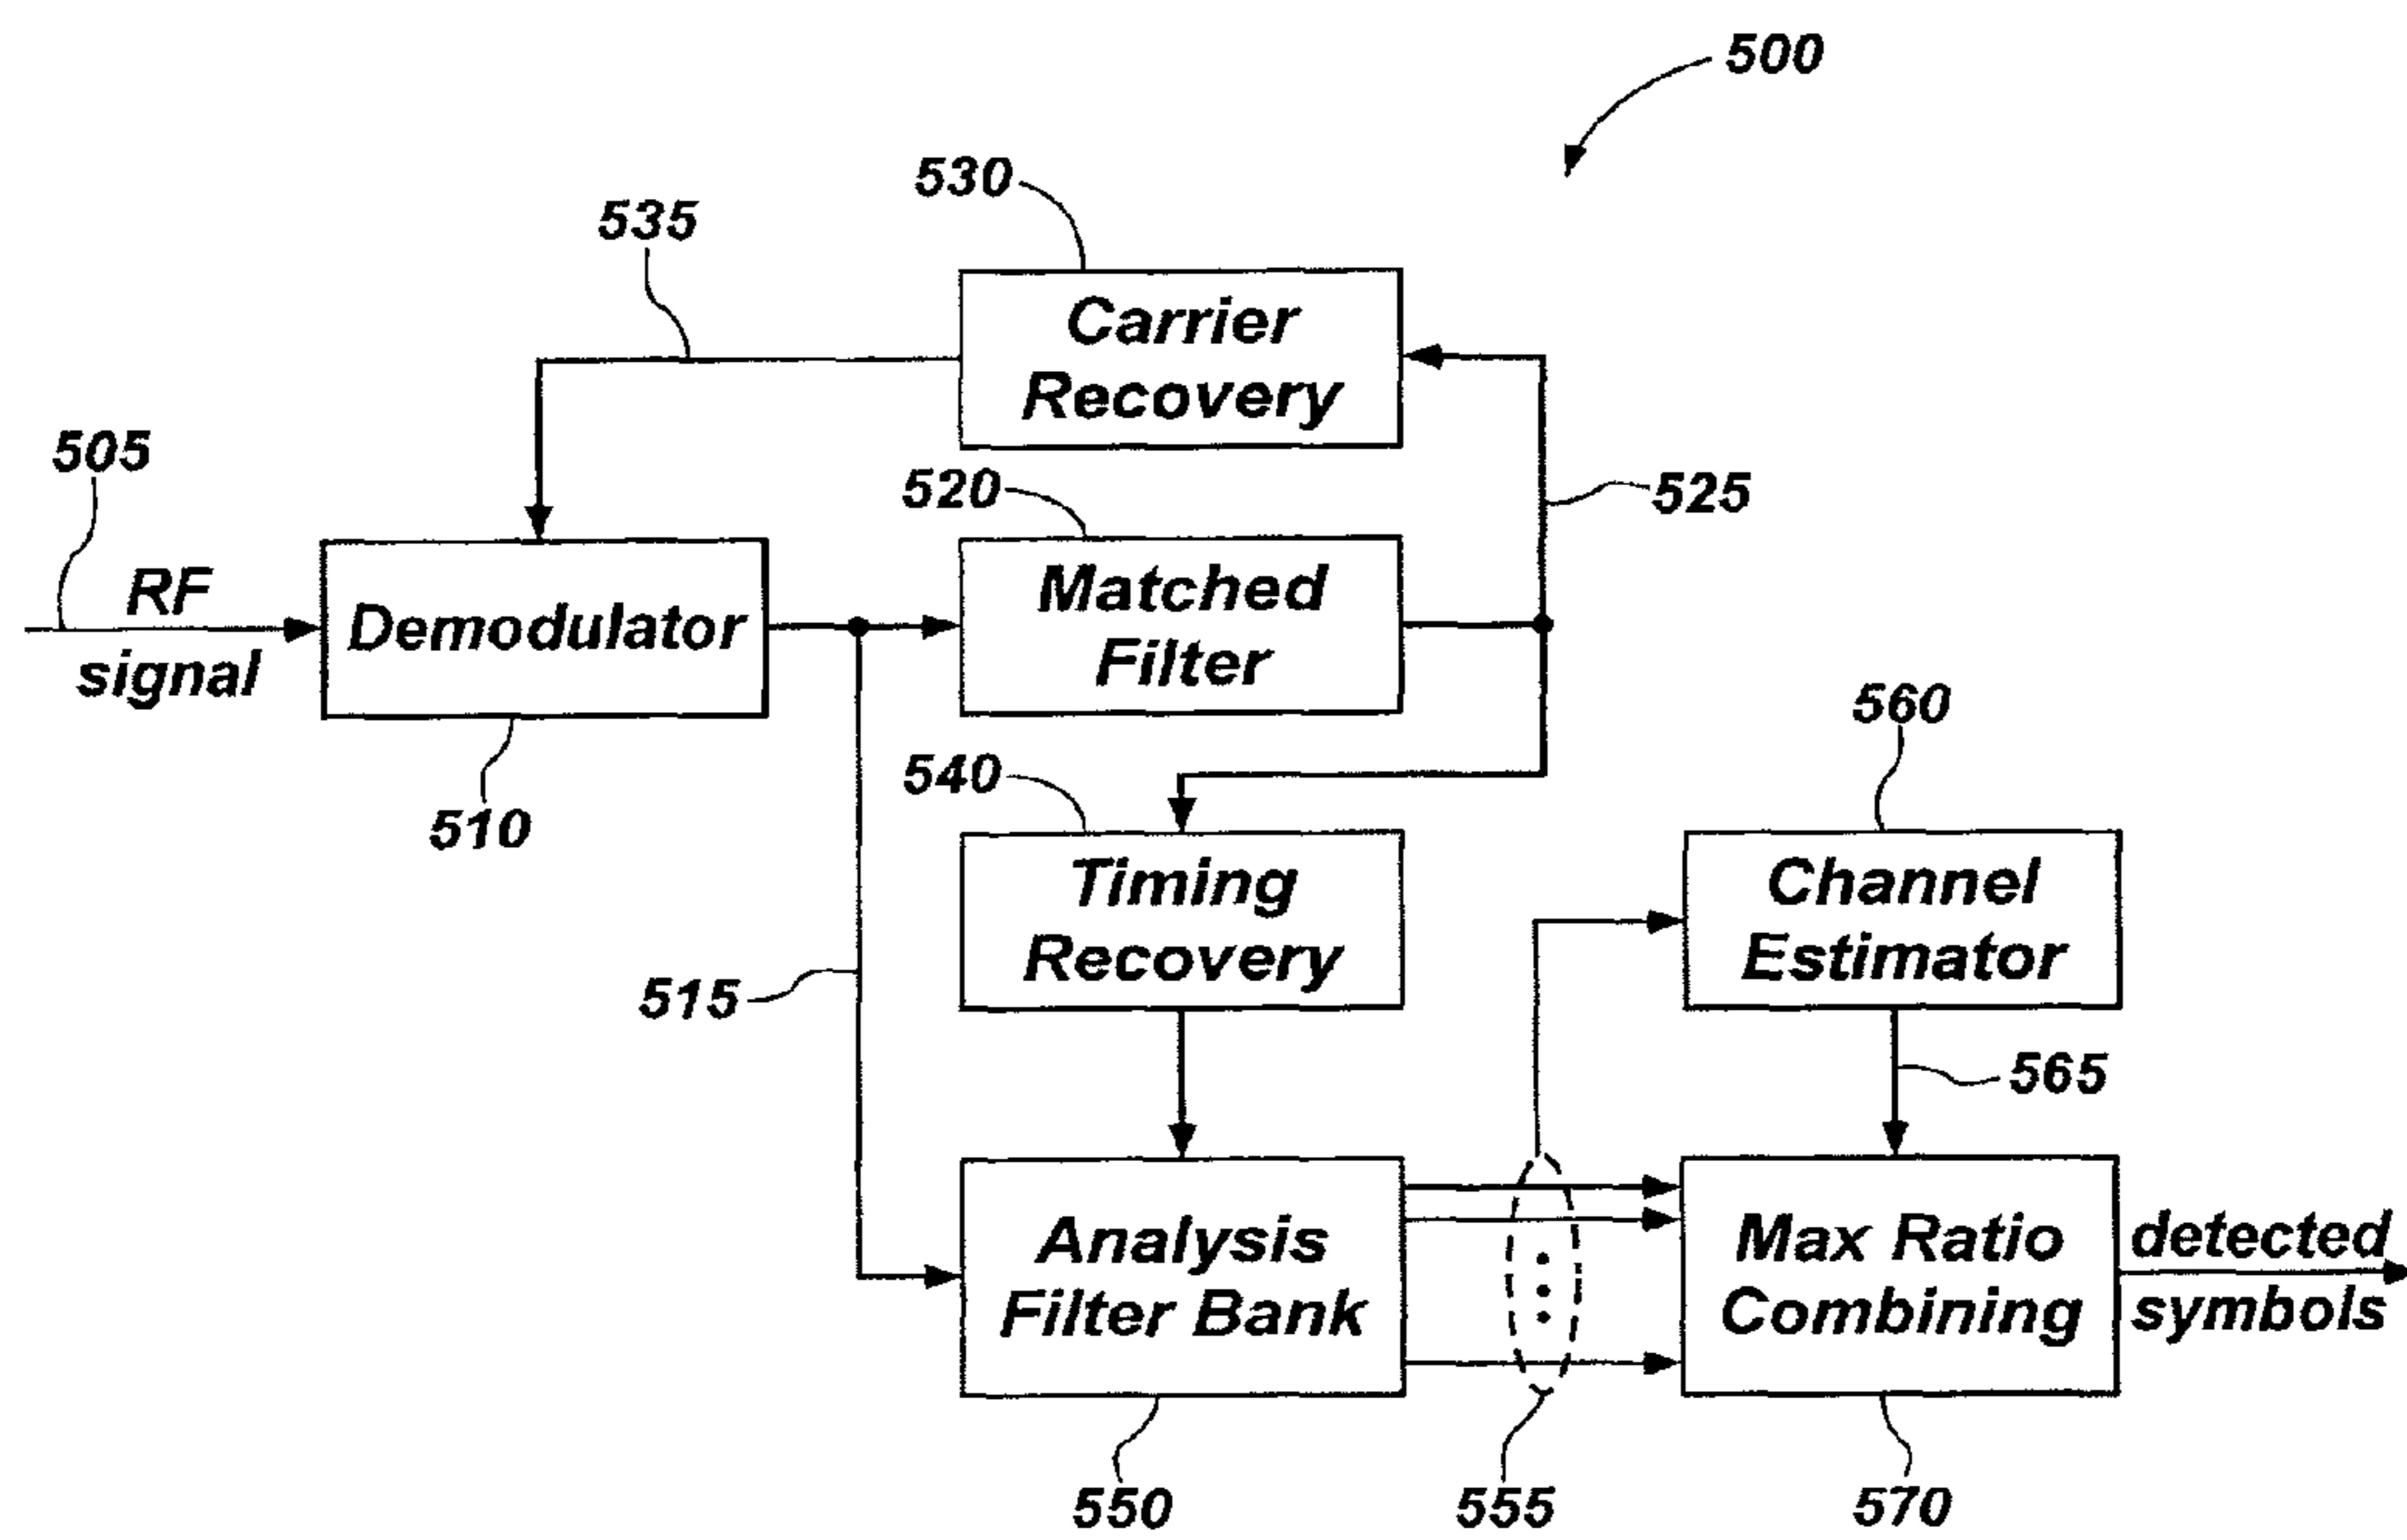 500
530
535
Carrier
Recovery
505
520
525
RF
signal
Demodulator
Matched
Filter
510
540
560
Timing
Recovery
Channel
Estimator
515
565
Analysis
Filter Bank
Max Ratio
Combining
detected
symbols
550
555
570